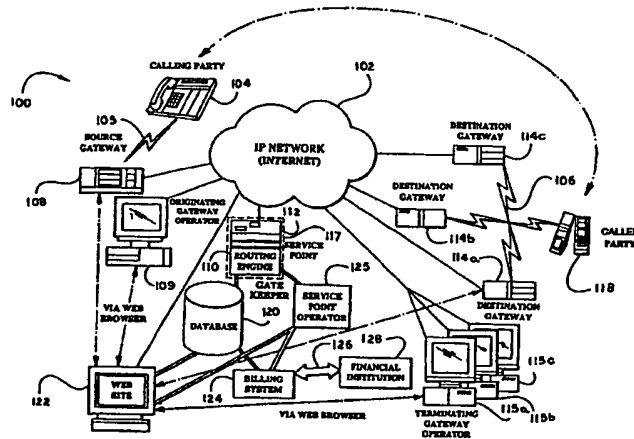 CALLING PARTY
102
100
104
105
SOURCE
GATEWAY
108
IP NETWORK
(INTERNET)
DESTINATION
GATEWAY
114c
106
DESTINATION
GATEWAY
114b
CALLED
PARTY
118
114a
DESTINATION
GATEWAY
ORIGINATING GATEWAY
OPERATOR
109
112
117
SERVICE
POINT
110
ROUTING
ENGINE
GATE
KEEPER
125
SERVICE
POINT
OPERATOR
VIA WEB
BROWSER
DATABASE
120
126
128
FINANCIAL
INSTITUTION
122
WEB
SITE
124
BILLING
SYSTEM
VIA WEB BROWSER
115c
115b
115a
TERMINATING GATEWAY
OPERATOR